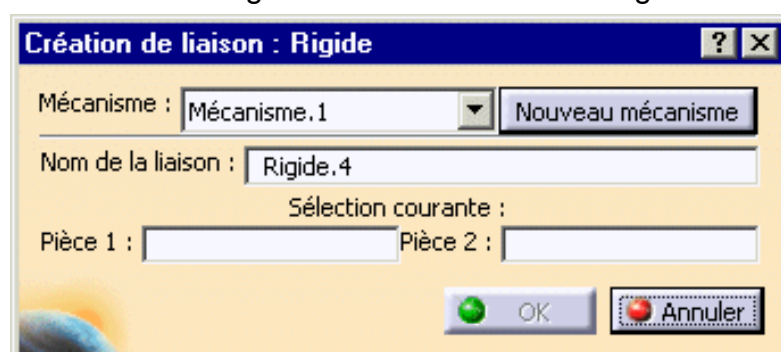 Création de liaison : Rigide
Mécanisme : Mécanisme.1 Nouveau mécanisme
Nom de la liaison : Rigide.4
Sélection courante :
Pièce 1 : Pièce 2 :
OK Annuler